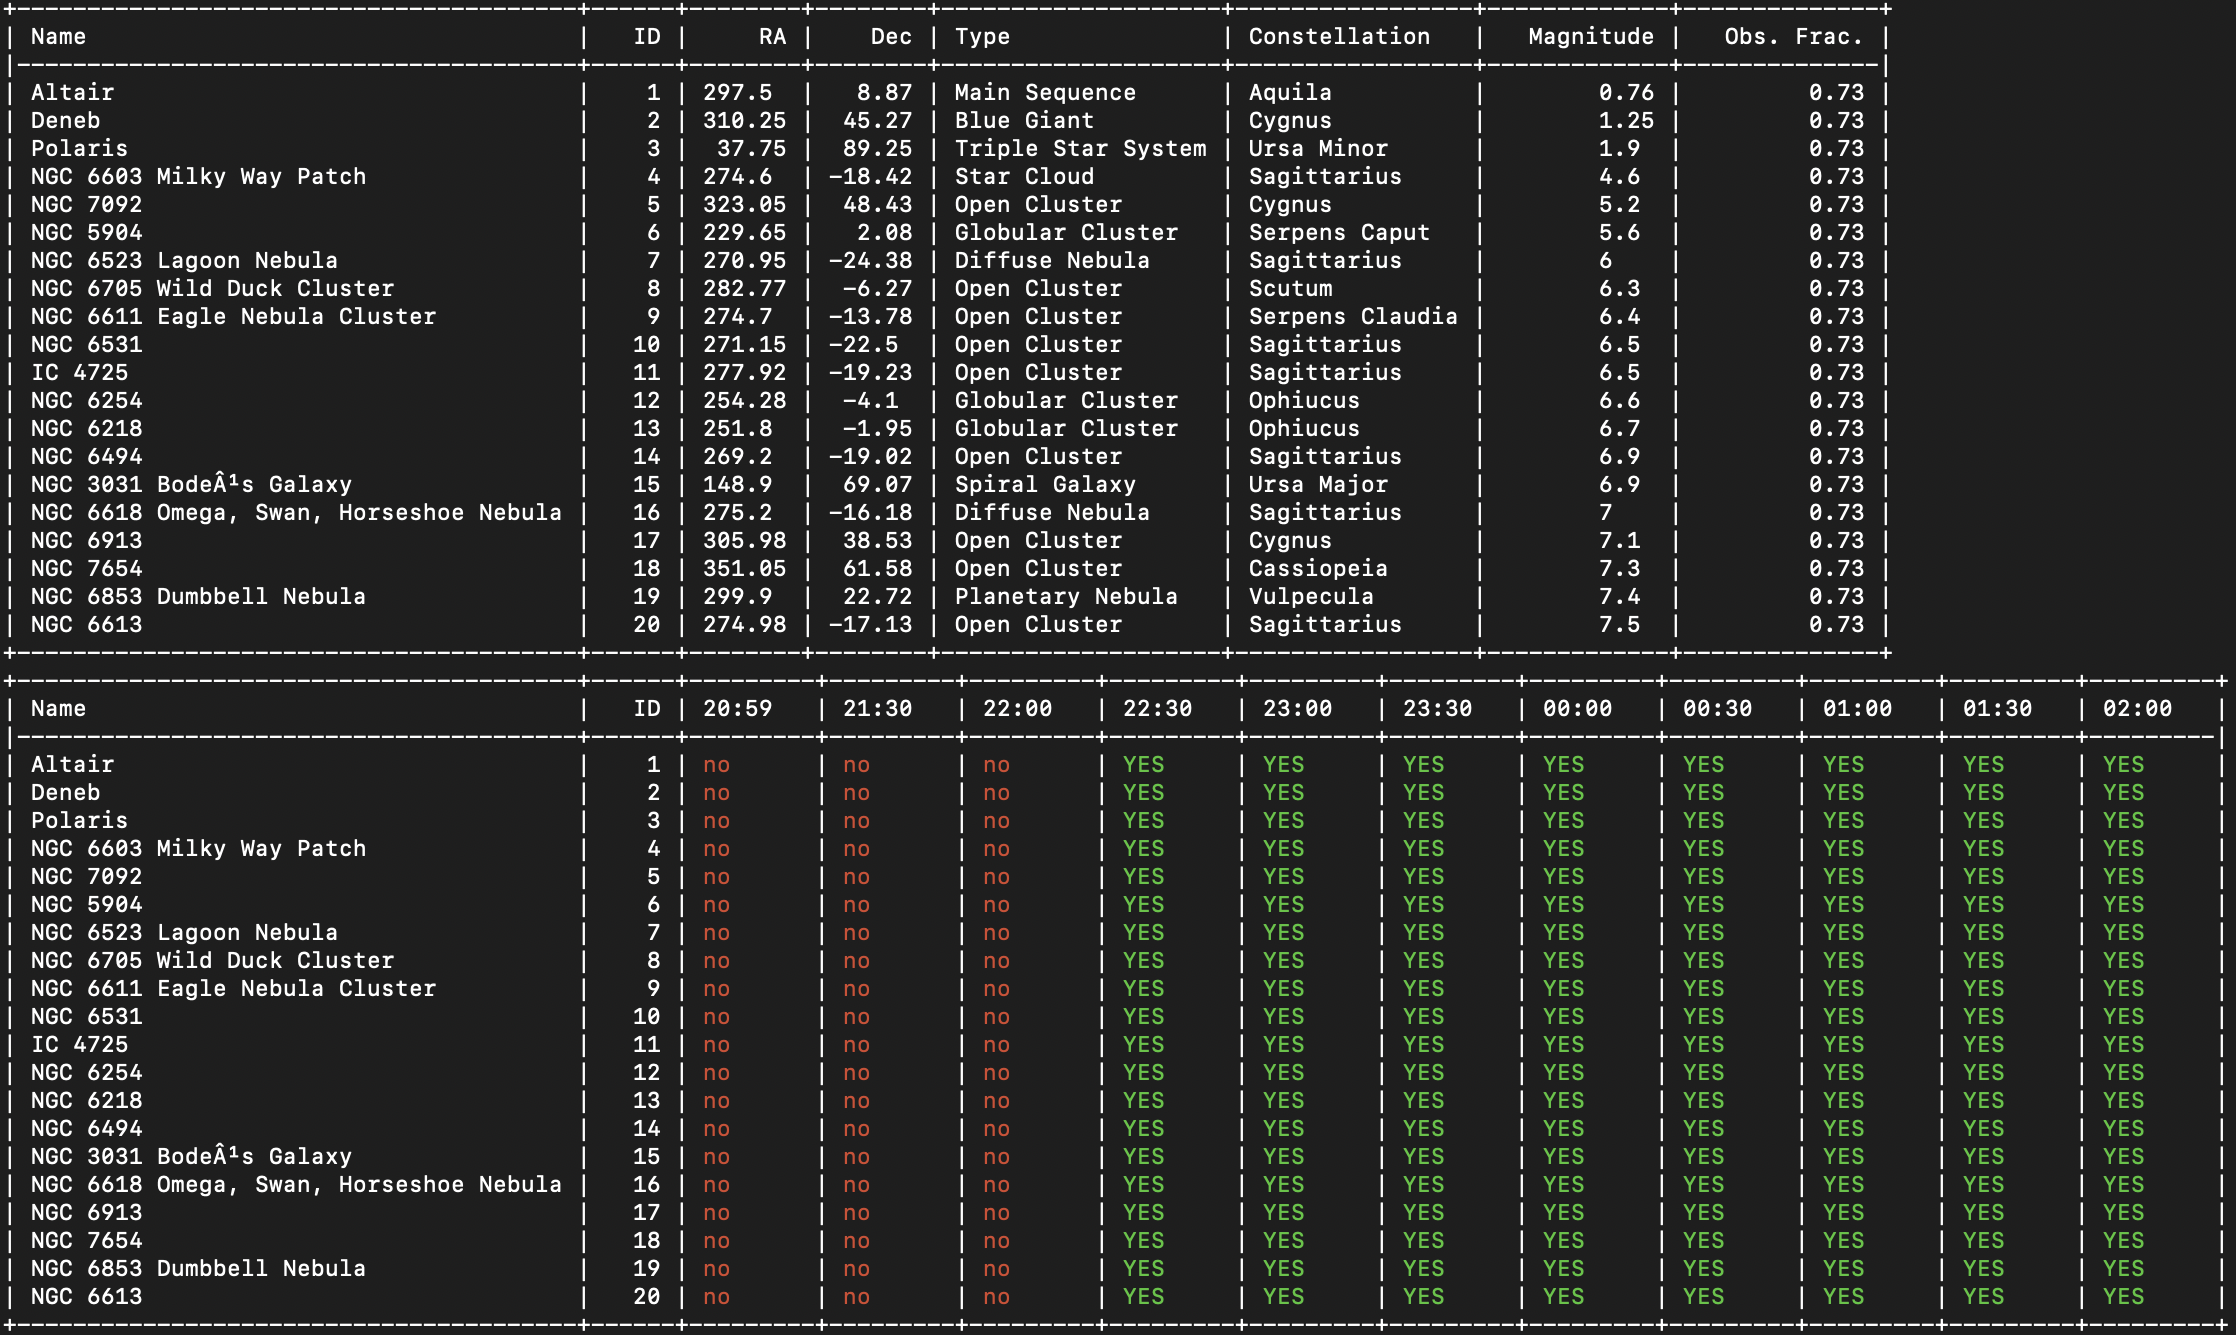 | Name | ID | RA | Dec | Type | Constellation | Magnitude | Obs. Frac. |
| Altair | 1 | 297.5 | 8.87 | Main Sequence | Aquila | 0.76 | 0.73 |
| Deneb | 2 | 310.25 | 45.27 | Blue Giant | Cygnus | 1.25 | 0.73 |
| Polaris | 3 | 37.75 | 89.25 | Triple Star System | Ursa Minor | 1.9 | 0.73 |
| NGC 6603 Milky Way Patch | 4 | 274.6 | -18.42 | Star Cloud | Sagittarius | 4.6 | 0.73 |
| NGC 7092 | 5 | 323.05 | 48.43 | Open Cluster | Cygnus | 5.2 | 0.73 |
| NGC 5904 | 6 | 229.65 | 2.08 | Globular Cluster | Serpens Caput | 5.6 | 0.73 |
| NGC 6523 Lagoon Nebula | 7 | 270.95 | -24.38 | Diffuse Nebula | Sagittarius | 6 | 0.73 |
| NGC 6705 Wild Duck Cluster | 8 | 282.77 | -6.27 | Open Cluster | Scutum | 6.3 | 0.73 |
| NGC 6611 Eagle Nebula Cluster | 9 | 274.7 | -13.78 | Open Cluster | Serpens Claudia | 6.4 | 0.73 |
| NGC 6531 | 10 | 271.15 | -22.5 | Open Cluster | Sagittarius | 6.5 | 0.73 |
| IC 4725 | 11 | 277.92 | -19.23 | Open Cluster | Sagittarius | 6.5 | 0.73 |
| NGC 6254 | 12 | 254.28 | -4.1 | Globular Cluster | Ophiucus | 6.6 | 0.73 |
| NGC 6218 | 13 | 251.8 | -1.95 | Globular Cluster | Ophiucus | 6.7 | 0.73 |
| NGC 6494 | 14 | 269.2 | -19.02 | Open Cluster | Sagittarius | 6.9 | 0.73 |
| NGC 3031 BodeÂ¹s Galaxy | 15 | 148.9 | 69.07 | Spiral Galaxy | Ursa Major | 6.9 | 0.73 |
| NGC 6618 Omega, Swan, Horseshoe Nebula | 16 | 275.2 | -16.18 | Diffuse Nebula | Sagittarius | 7 | 0.73 |
| NGC 6913 | 17 | 305.98 | 38.53 | Open Cluster | Cygnus | 7.1 | 0.73 |
| NGC 7654 | 18 | 351.05 | 61.58 | Open Cluster | Cassiopeia | 7.3 | 0.73 |
| NGC 6853 Dumbbell Nebula | 19 | 299.9 | 22.72 | Planetary Nebula | Vulpecula | 7.4 | 0.73 |
| NGC 6613 | 20 | 274.98 | -17.13 | Open Cluster | Sagittarius | 7.5 | 0.73 |
| Name | ID | 20:59 | 21:30 | 22:00 | 22:30 | 23:00 | 23:30 | 00:00 | 00:30 | 01:00 | 01:30 | 02:00 |
| Altair | 1 | no | no | no | YES | YES | YES | YES | YES | YES | YES | YES |
| Deneb | 2 | no | no | no | YES | YES | YES | YES | YES | YES | YES | YES |
| Polaris | 3 | no | no | no | YES | YES | YES | YES | YES | YES | YES | YES |
| NGC 6603 Milky Way Patch | 4 | no | no | no | YES | YES | YES | YES | YES | YES | YES | YES |
| NGC 7092 | 5 | no | no | no | YES | YES | YES | YES | YES | YES | YES | YES |
| NGC 5904 | 6 | no | no | no | YES | YES | YES | YES | YES | YES | YES | YES |
| NGC 6523 Lagoon Nebula | 7 | no | no | no | YES | YES | YES | YES | YES | YES | YES | YES |
| NGC 6705 Wild Duck Cluster | 8 | no | no | no | YES | YES | YES | YES | YES | YES | YES | YES |
| NGC 6611 Eagle Nebula Cluster | 9 | no | no | no | YES | YES | YES | YES | YES | YES | YES | YES |
| NGC 6531 | 10 | no | no | no | YES | YES | YES | YES | YES | YES | YES | YES |
| IC 4725 | 11 | no | no | no | YES | YES | YES | YES | YES | YES | YES | YES |
| NGC 6254 | 12 | no | no | no | YES | YES | YES | YES | YES | YES | YES | YES |
| NGC 6218 | 13 | no | no | no | YES | YES | YES | YES | YES | YES | YES | YES |
| NGC 6494 | 14 | no | no | no | YES | YES | YES | YES | YES | YES | YES | YES |
| NGC 3031 BodeÂ¹s Galaxy | 15 | no | no | no | YES | YES | YES | YES | YES | YES | YES | YES |
| NGC 6618 Omega, Swan, Horseshoe Nebula | 16 | no | no | no | YES | YES | YES | YES | YES | YES | YES | YES |
| NGC 6913 | 17 | no | no | no | YES | YES | YES | YES | YES | YES | YES | YES |
| NGC 7654 | 18 | no | no | no | YES | YES | YES | YES | YES | YES | YES | YES |
| NGC 6853 Dumbbell Nebula | 19 | no | no | no | YES | YES | YES | YES | YES | YES | YES | YES |
| NGC 6613 | 20 | no | no | no | YES | YES | YES | YES | YES | YES | YES | YES |